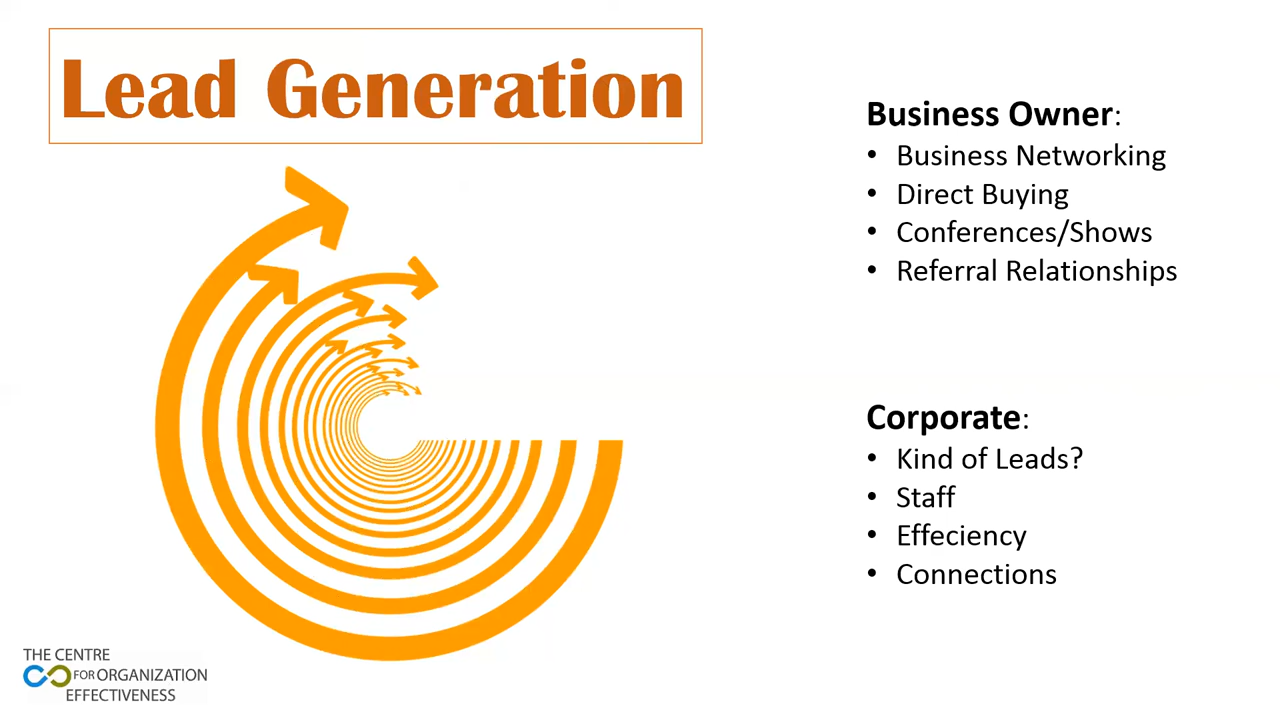 Lead Generation
Business Owner:
• Business Networking
• Direct Buying
• Conferences/Shows
• Referral Relationships
Corporate:
• Kind of Leads?
• Staff
• Effeciency
• Connections
THE CENTRE
FOR ORGANIZATION
EFFECTIVENESS